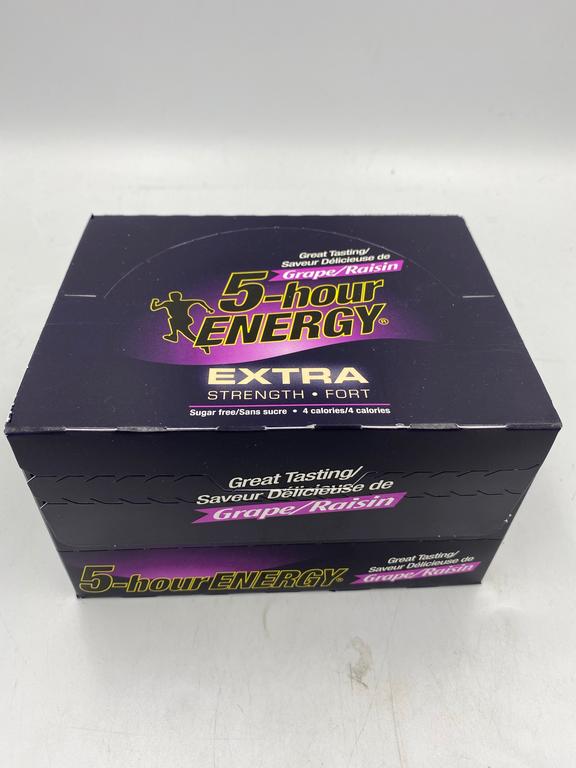 Great Tasting/
Saveur Délicieuse de
Grape/Raisin
5-hour
ENERGY®
EXTRA
STRENGTH • FORT
Sugar free/Sans sucre • 4 calories/4 calories
Great Tasting/
Saveur Délicieuse de
Grape/Raisin
5-hour ENERGY®
Great Tasting/
Saveur Délicieuse de
Grape/Raisin